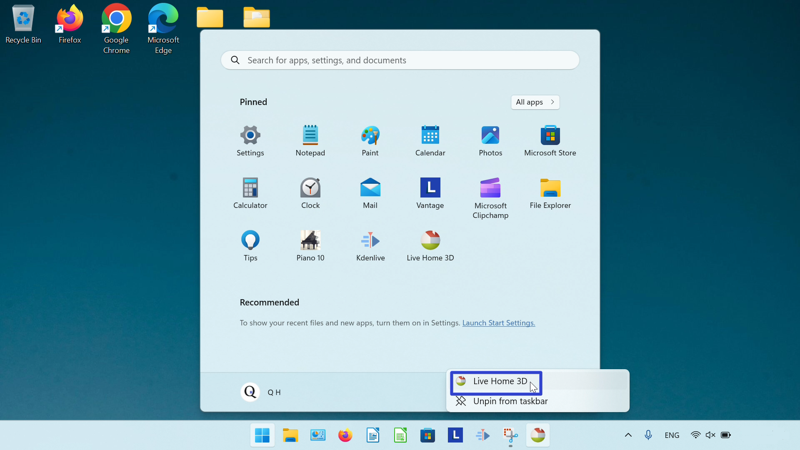 Recycle Bin
Firefox
Google
Chrome
Microsoft
Edge
Search for apps, settings, and documents
Pinned
All apps
Settings
Notepad
Paint
Calendar
Photos
Microsoft Store
Calculator
Clock
Mail
L
Vantage
Microsoft
Clipchamp
File Explorer
Tips
Piano 10
Kdenlive
Live Home 3D
Recommended
To show your recent files and new apps, turn them on in Settings. Launch Start Settings.
Q
Q H
Live Home 3D
Unpin from taskbar
L
ENG